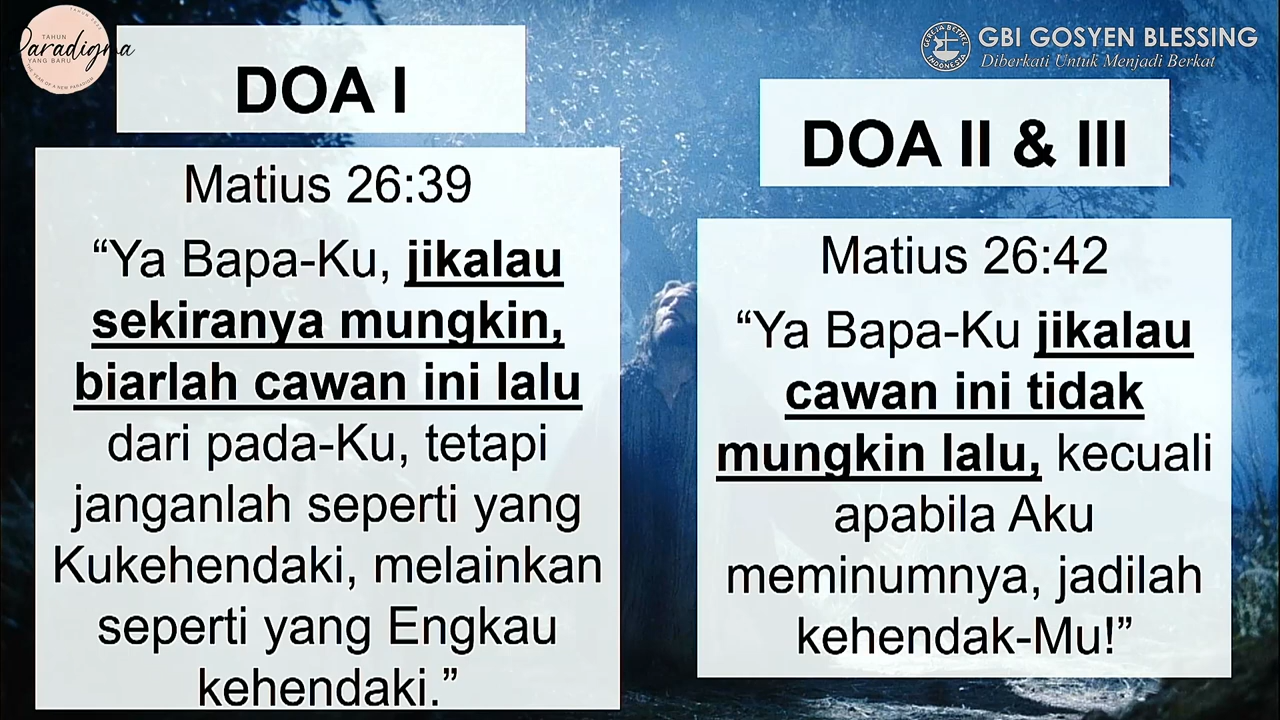 TAHUN
Paradigma
YANG BARU
GBI GOSYEN BLESSING
Diberkati Untuk Menjadi Berkat
DOA I
Matius 26:39
“Ya Bapa-Ku, jikalau
sekiranya mungkin,
biarlah cawan ini lalu
dari pada-Ku, tetapi
janganlah seperti yang
Kukehendaki, melainkan
seperti yang Engkau
kehendaki.”
DOA II & III
Matius 26:42
“Ya Bapa-Ku jikalau
cawan ini tidak
mungkin lalu, kecuali
apabila Aku
meminumnya, jadilah
kehendak-Mu!”